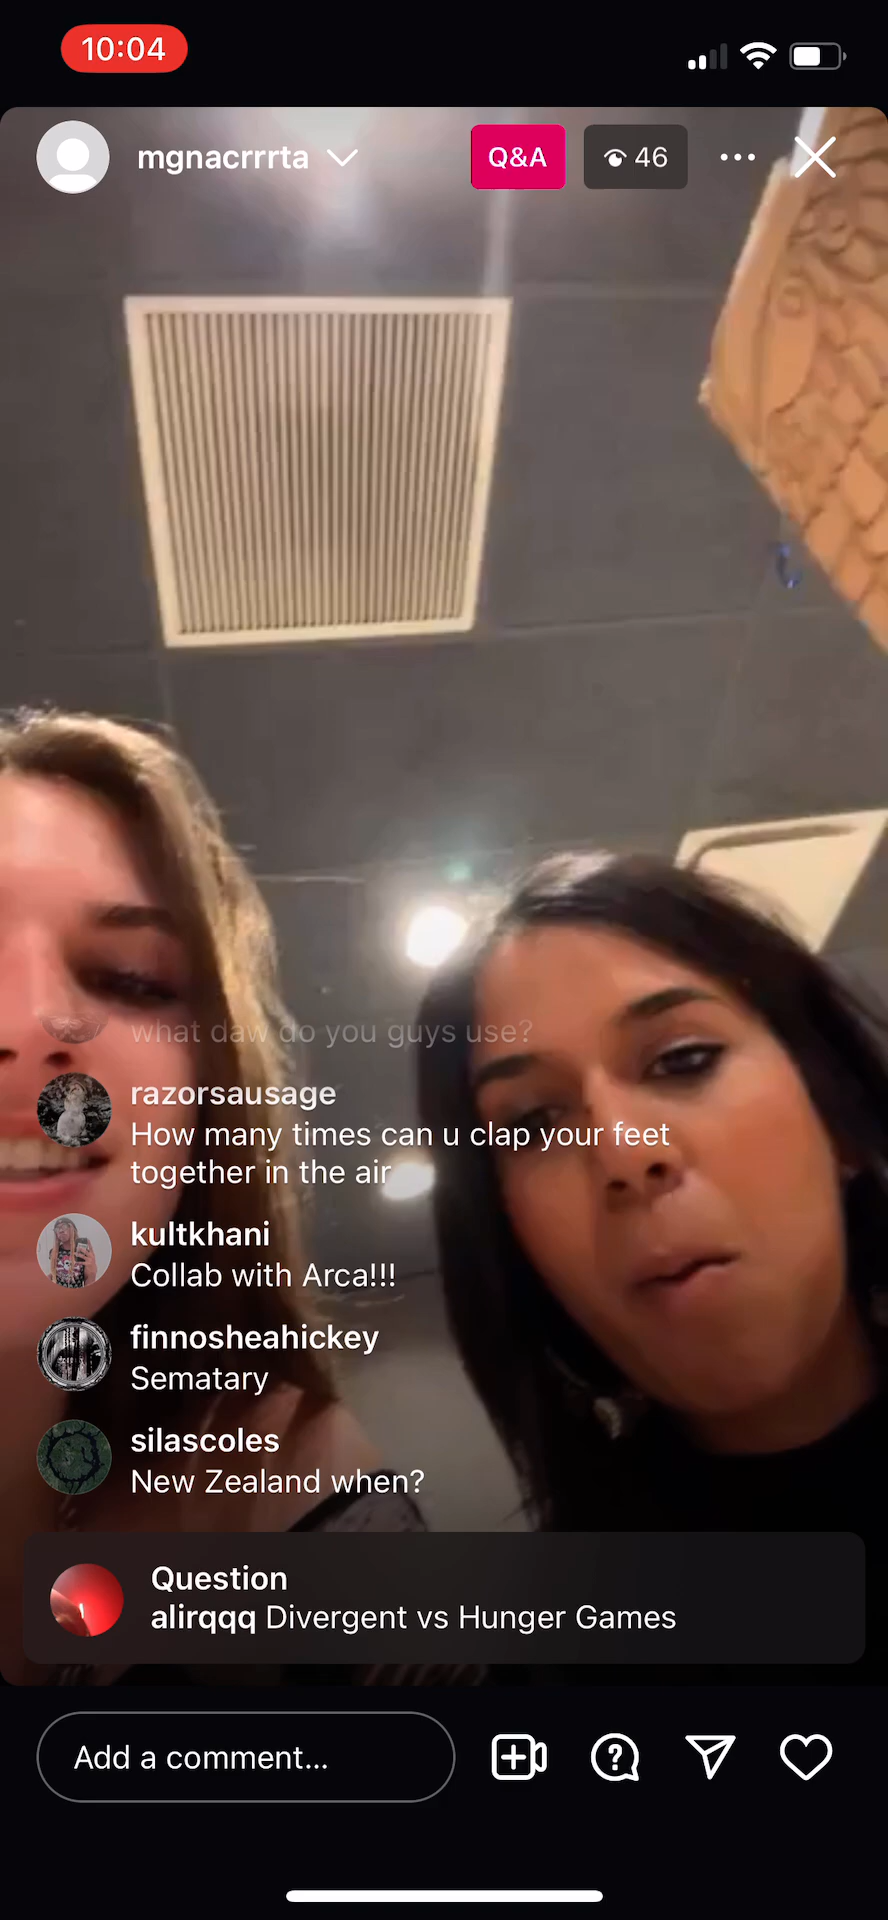 10:04
mgnacrrrta
Q&A
46
what daw do you guys use?
razorsausage
How many times can u clap your feet
together in the air
kultkhani
Collab with Arca!!!
finnosheahickey
Sematary
silascoles
New Zealand when?
Question
alirqqq Divergent vs Hunger Games
Add a comment...